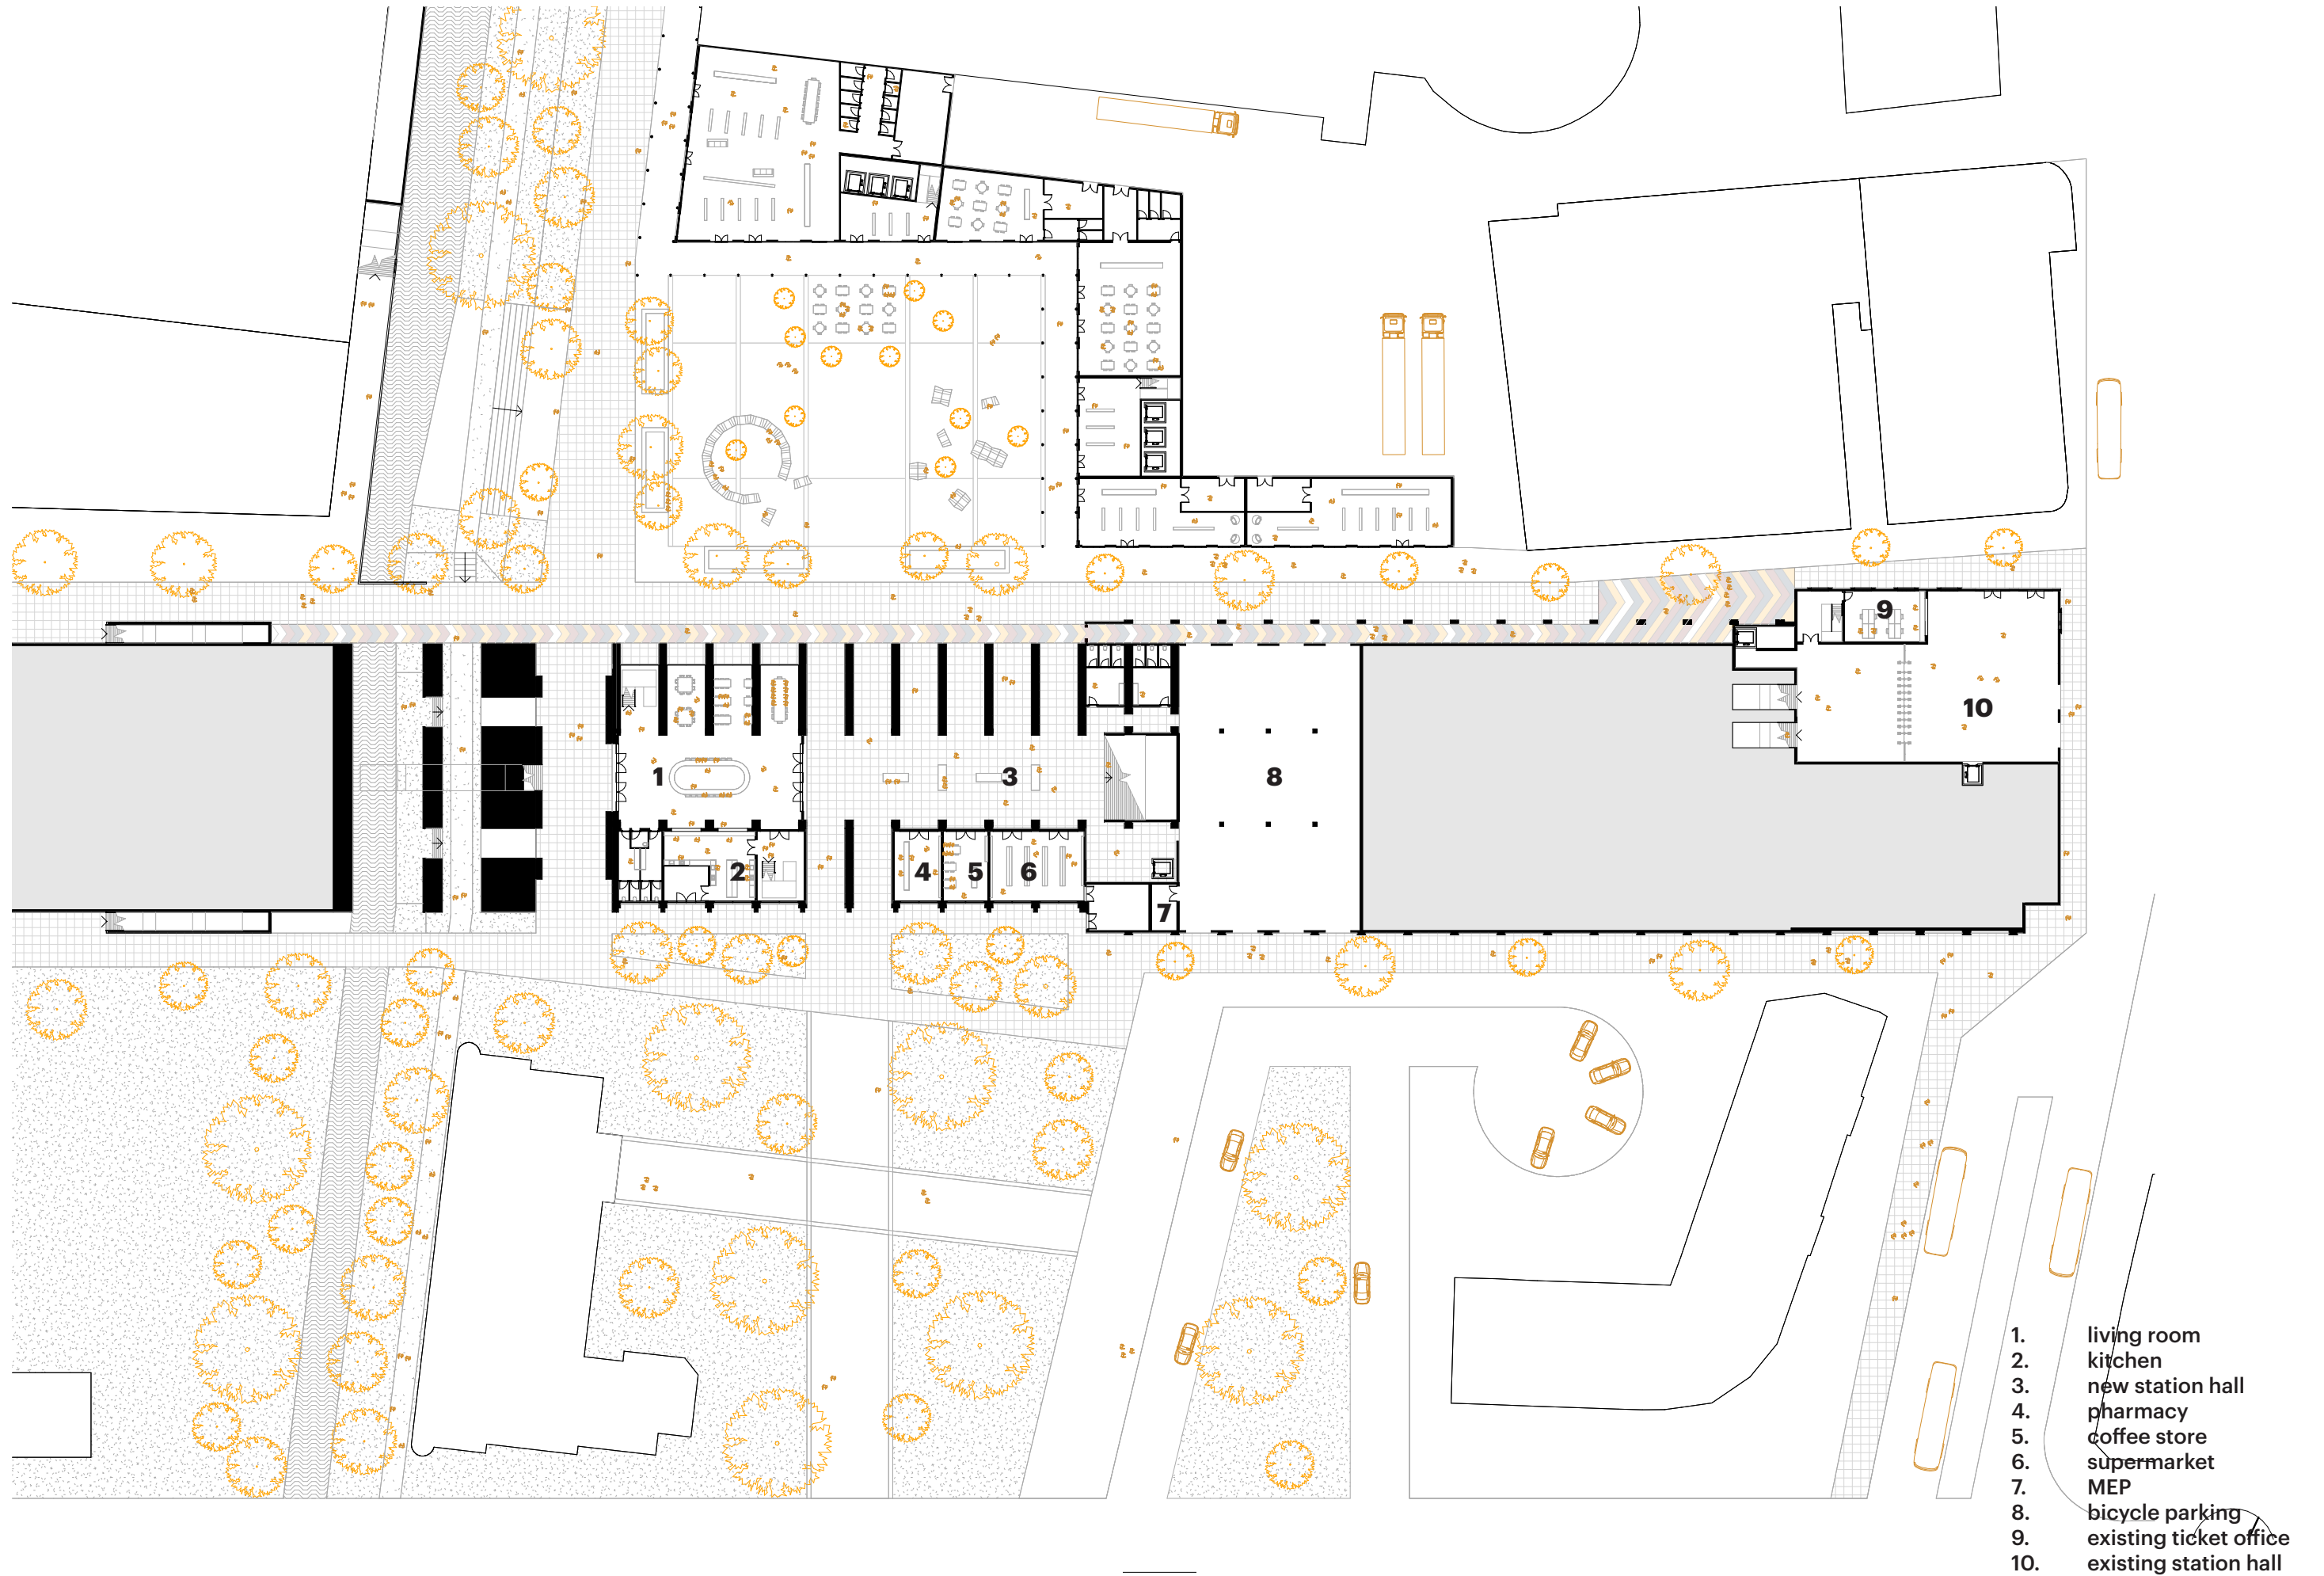 9
10
1
3
8
2
4
5
6
7
1. living room
2. kitchen
3. new station hall
4. pharmacy
5. coffee store
6. supermarket
7. MEP
8. bicycle parking
9. existing ticket office
10. existing station hall